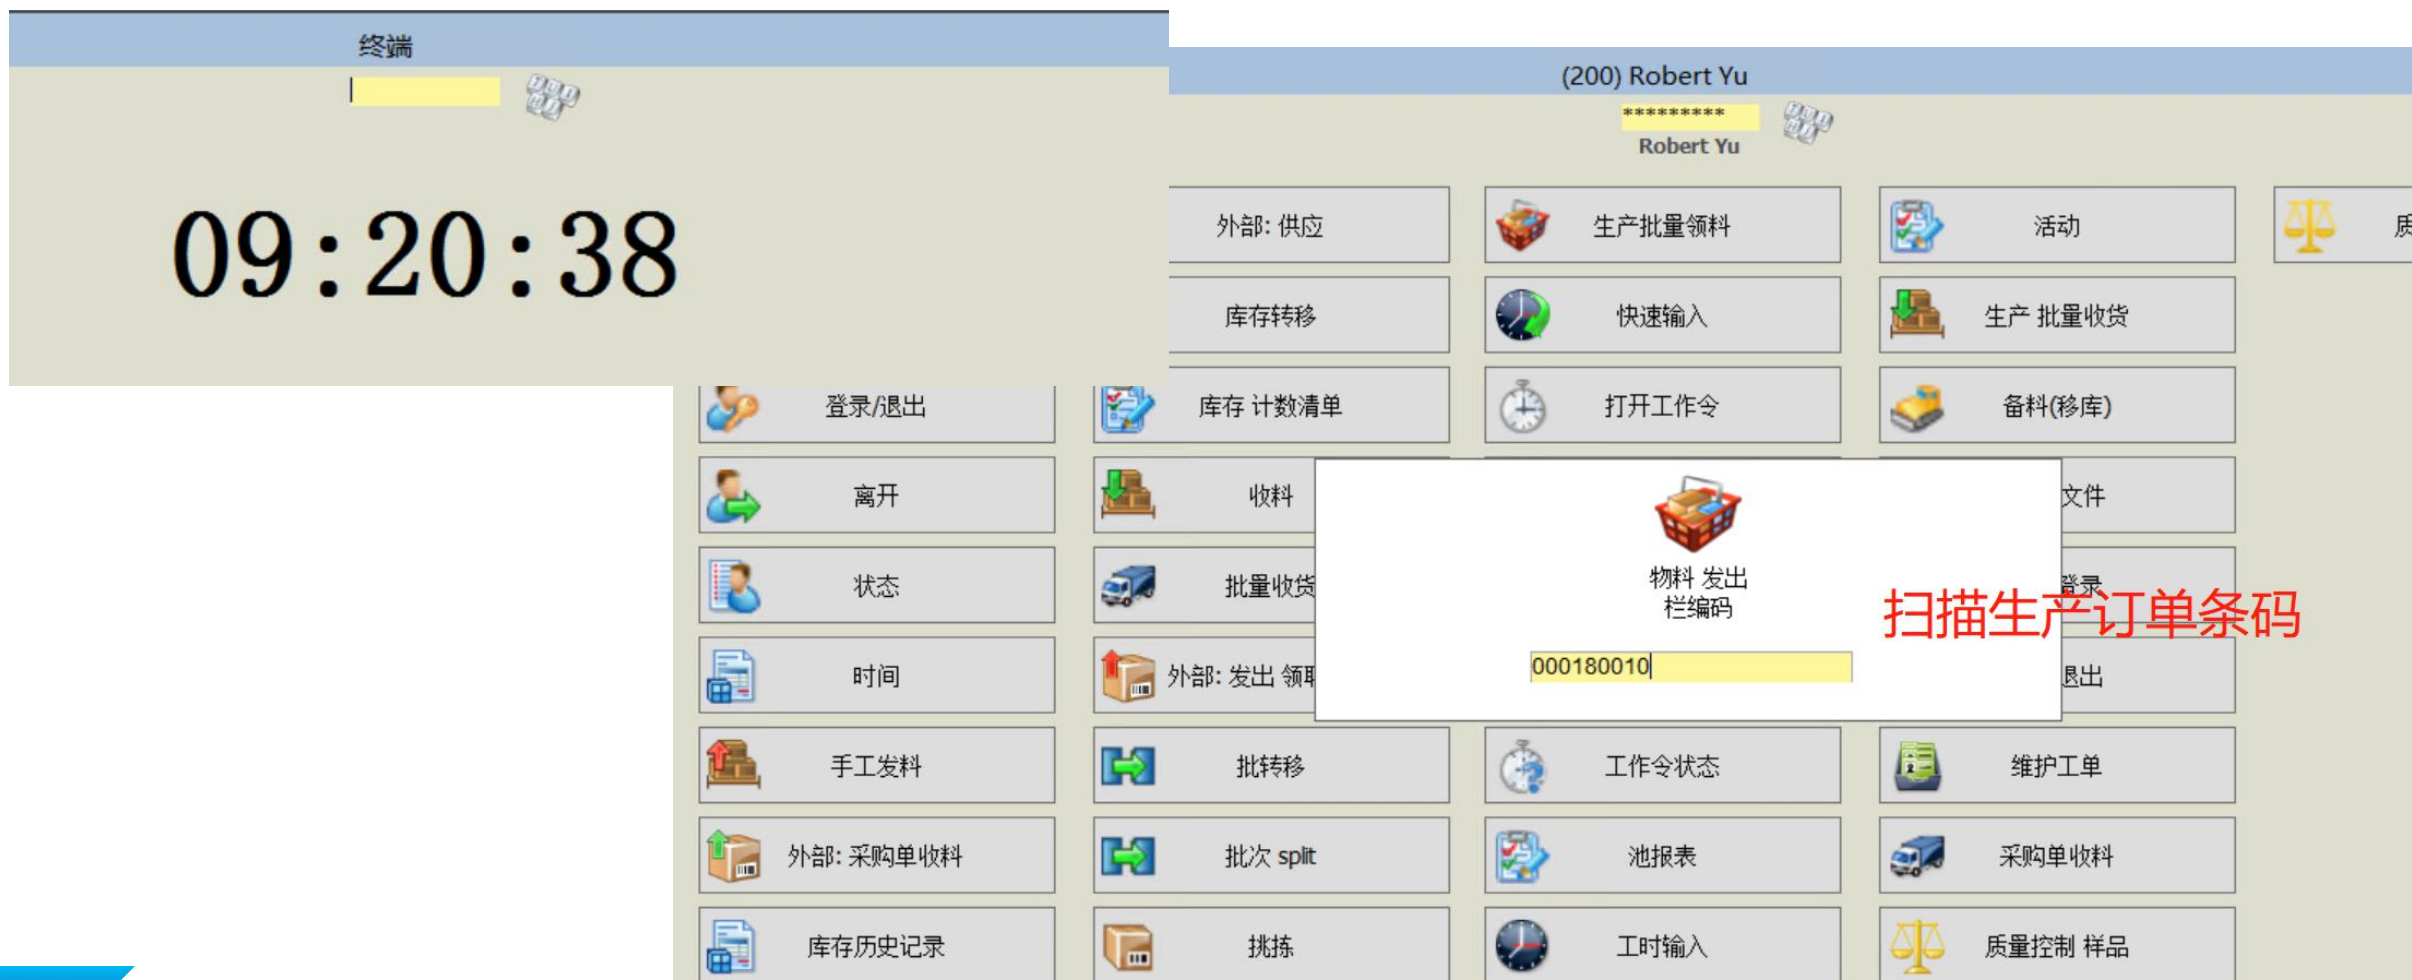 终端
09:20:38
(200) Robert Yu
*********
Robert Yu
外部: 供应
生产批量领料
活动
库存转移
快速输入
生产 批量收货
登录/退出
库存 计数清单
打开工作令
备料(移库)
离开
收料
文件
状态
批量收货
登录
时间
外部: 发出 领取
退出
物料 发出
栏编码
000180010
扫描生产订单条码
手工发料
批转移
工作令状态
维护工单
外部: 采购单收料
批次 split
池报表
采购单收料
库存历史记录
挑拣
工时输入
质量控制 样品